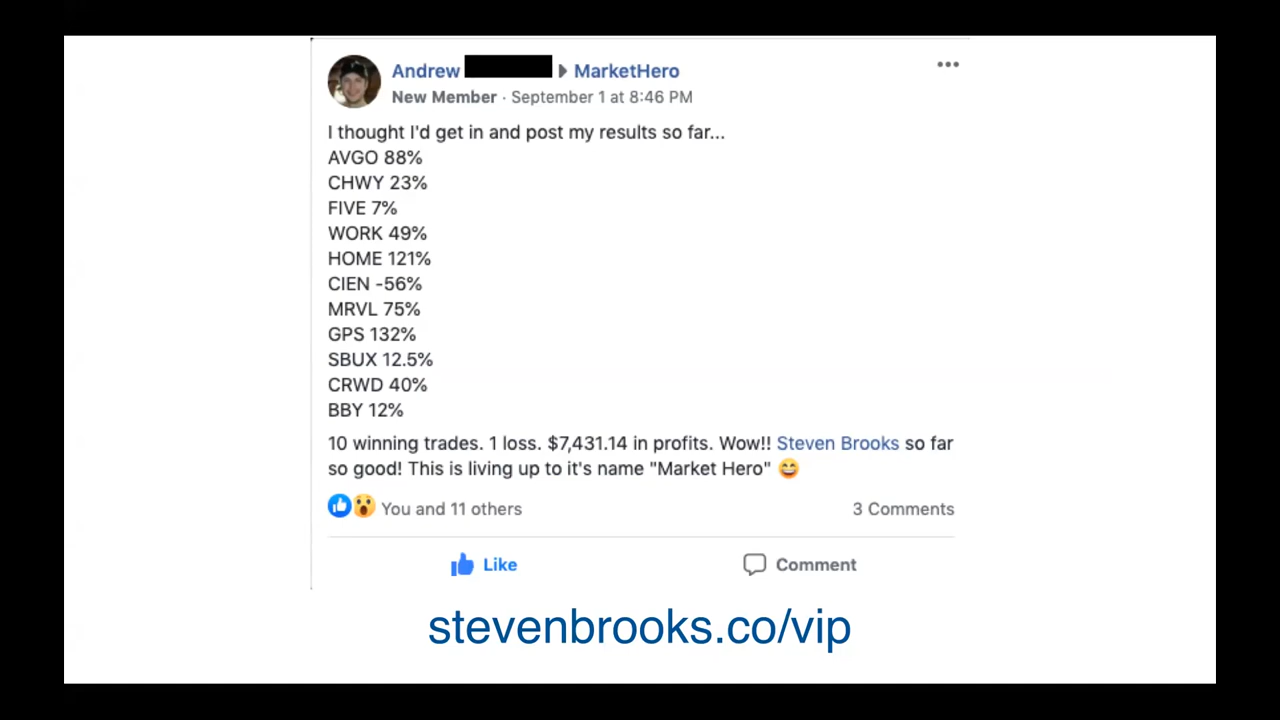 Andrew ▶ MarketHero
New Member · September 1 at 8:46 PM
I thought I'd get in and post my results so far...
AVGO 88%
CHWY 23%
FIVE 7%
WORK 49%
HOME 121%
CIEN -56%
MRVL 75%
GPS 132%
SBUX 12.5%
CRWD 40%
BBY 12%
10 winning trades. 1 loss. $7,431.14 in profits. Wow!! Steven Brooks so far
so good! This is living up to it's name "Market Hero" 😄
You and 11 others 3 Comments
Like Comment
stevenbrooks.co/vip